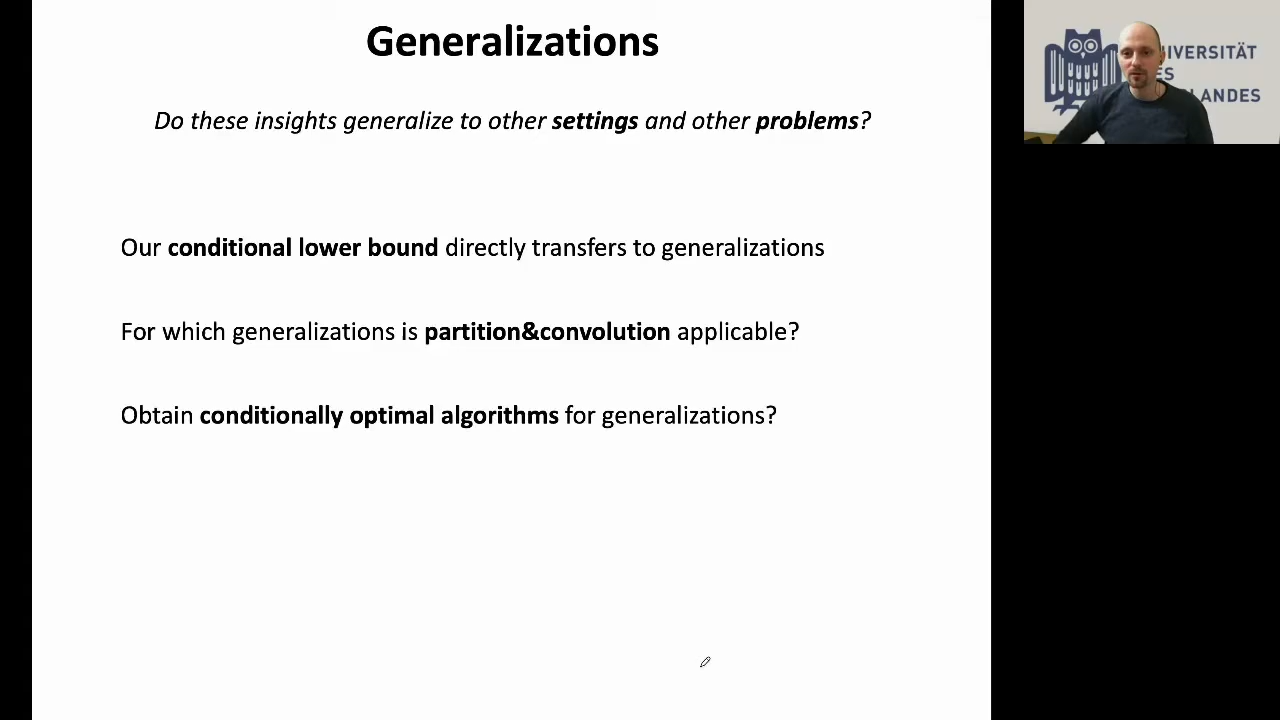 Generalizations
Do these insights generalize to other settings and other problems?
Our conditional lower bound directly transfers to generalizations
For which generalizations is partition&convolution applicable?
Obtain conditionally optimal algorithms for generalizations?
IVERSITÄT
ES
LANDES